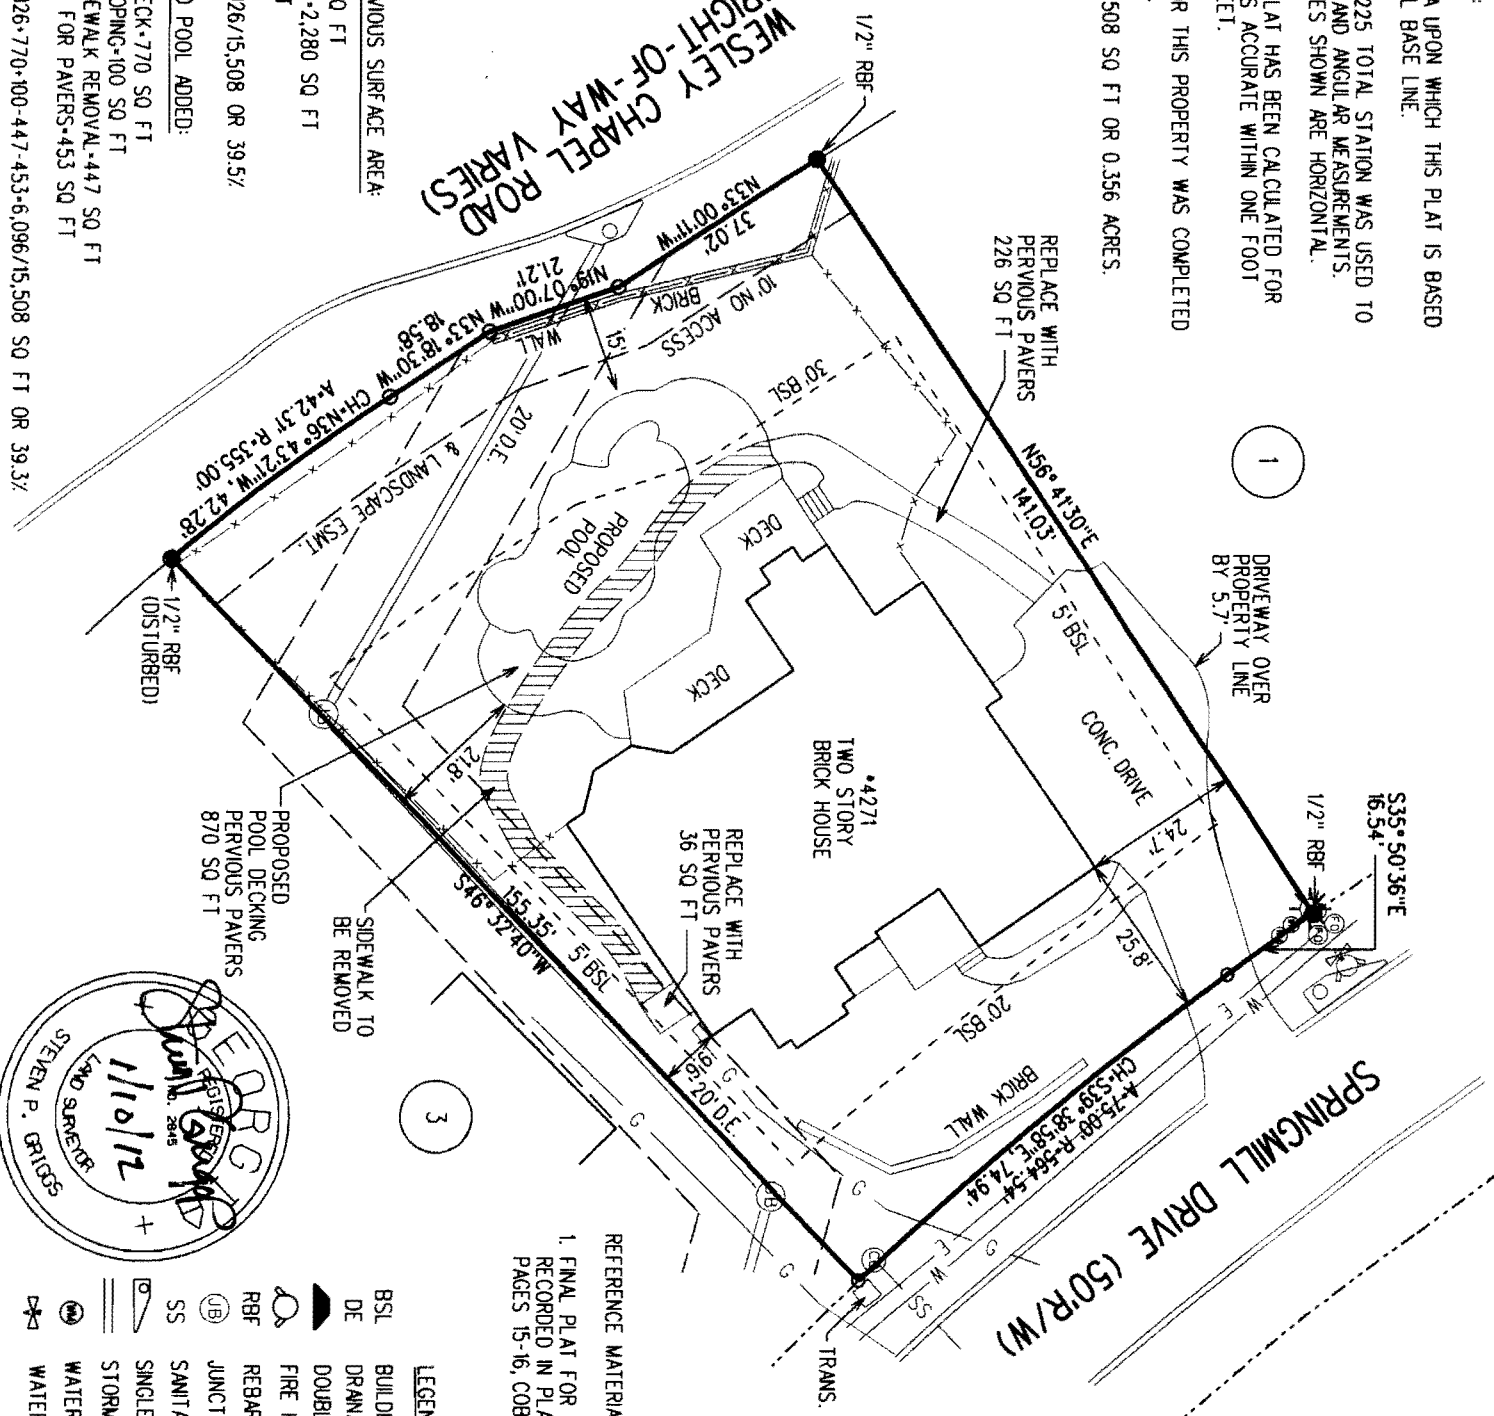 A UPON WHICH THIS PLAT IS BASED
L BASE LINE.
225 TOTAL STATION WAS USED TO
AND ANGULAR MEASUREMENTS.
ES SHOWN ARE HORIZONTAL.
LAT HAS BEEN CALCULATED FOR
S ACCURATE WITHIN ONE FOOT
EET.
OR THIS PROPERTY WAS COMPLETED
508 SQ FT OR 0.356 ACRES.
VIOUS SURFACE AREA:
Q FT
=2,280 SQ FT
T
26/15,508 OR 39.5%
POOL ADDED:
ECK=770 SQ FT
OPING=100 SQ FT
EWALK REMOVAL=447 SQ FT
FOR PAVERS=453 SQ FT
26+770+100-447-453=6,096/15,508 SQ FT OR 39.3%
WESLEY CHAPEL ROAD
RIGHT-OF-WAY VARIES)
1/2" RBF
N33°00'11"W
37.02'
N19°07'00"W
21.21'
N33°18'30"W
18.58'
CH=N36°43'21"W, 42.28'
A=42.31' R=355.00'
1/2" RBF
(DISTURBED)
BRICK
WALL
10' NO ACCESS
& LANDSCAPE ESMT.
15'
30' BSL
20' D.E.
REPLACE WITH
PERVIOUS PAVERS
226 SQ FT
1
N56°41'30"E
141.03'
DRIVEWAY OVER
PROPERTY LINE
BY 5.7'
5' BSL
CONC. DRIVE
DECK
DECK
PROPOSED
POOL
#4271
TWO STORY
BRICK HOUSE
24.7'
25.8'
1/2" RBF
S35°50'36"E
16.54'
21.8'
PROPOSED
POOL DECKING
PERVIOUS PAVERS
870 SQ FT
SIDEWALK TO
BE REMOVED
REPLACE WITH
PERVIOUS PAVERS
36 SQ FT
155.35'
S46°32'40"W
5' BSL
9.6'
20' D.E.
20' BSL
BRICK WALL
A=75.00' R=564.54'
CH=S39°38'58"E, 74.94'
SPRINGMILL DRIVE (50'R/W)
W
E
G
G
G
G
E
W
G
SS
JB
TRANS.
3
GEORGIA
REGISTERED
No. 2845
1/10/12
LAND SURVEYOR
STEVEN P. GRIGGS
REFERENCE MATERIA
1. FINAL PLAT FOR
RECORDED IN PLA
PAGES 15-16, COB
LEGEN
BSL BUILDI
DE DRAIN
DOUBL
FIRE
RBF REBAR
JB JUNCT
SS SANITA
SINGLE
STORM
WATER
WATER